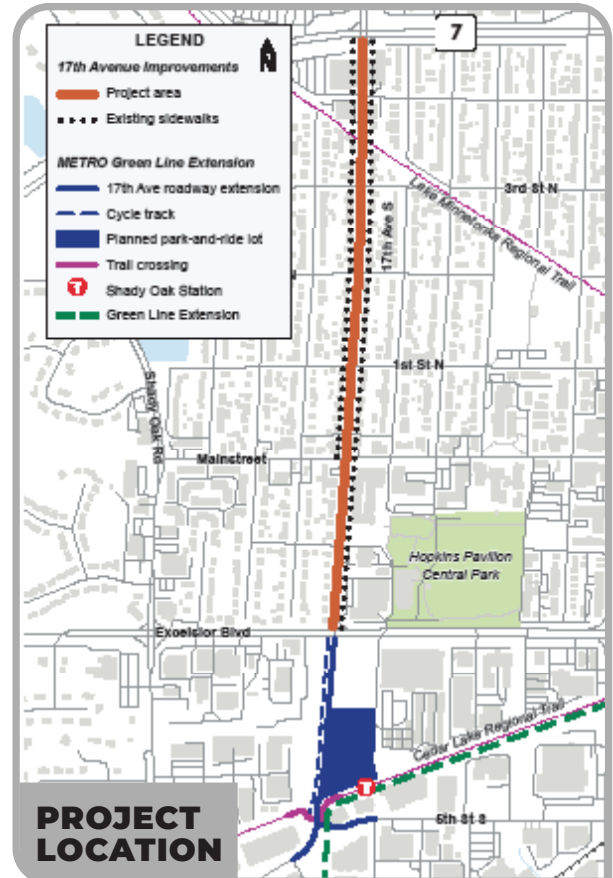 LEGEND
17th Avenue Improvements
Project area
Existing sidewalks
METRO Green Line Extension
17th Ave roadway extension
Cycle track
Planned park-and-ride lot
Trail crossing
T
Shady Oak Station
Green Line Extension
7
3rd St N
Lake Minnetonka Regional Trail
17th Ave S
1st St N
Shady Oak Rd
Mainstreet
Hopkins Pavilion
Central Park
Excelsior Blvd
Cedar Lake Regional Trail
T
5th St S
PROJECT
LOCATION